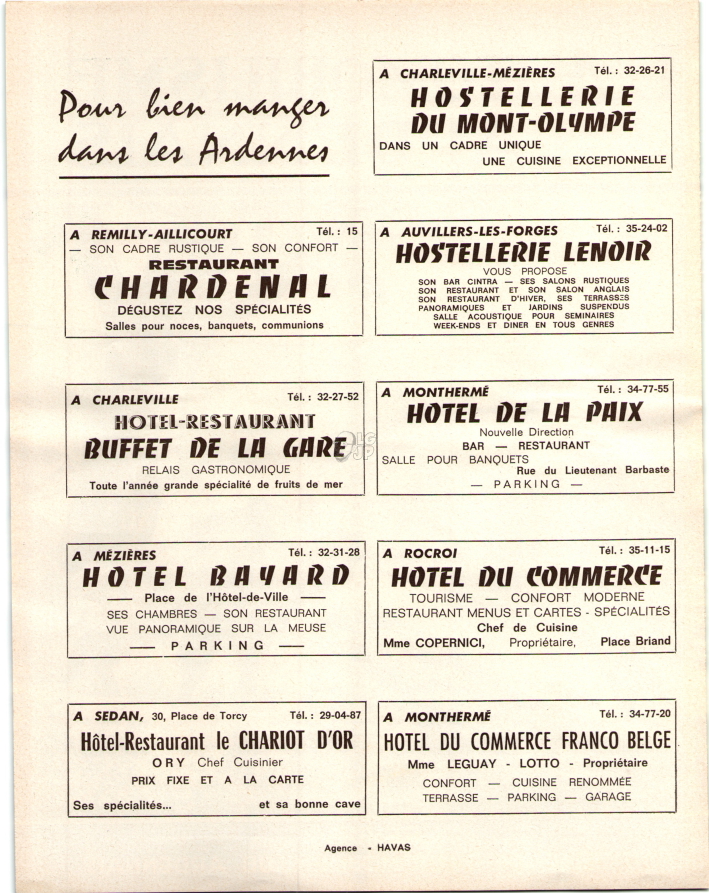 Pour bien manger
dans les Ardennes
A CHARLEVILLE-MÉZIÈRES Tél. : 32-26-21
HOSTELLERIE
DU MONT-OLYMPE
DANS UN CADRE UNIQUE
UNE CUISINE EXCEPTIONNELLE
A REMILLY-AILLICOURT Tél. : 15
— SON CADRE RUSTIQUE — SON CONFORT —
RESTAURANT
CHARDENAL
DÉGUSTEZ NOS SPÉCIALITÉS
Salles pour noces, banquets, communions
A AUVILLERS-LES-FORGES Tél. : 35-24-02
HOSTELLERIE LENOIR
VOUS PROPOSE
SON BAR CINTRA — SES SALONS RUSTIQUES
SON RESTAURANT ET SON SALON ANGLAIS
SON RESTAURANT D'HIVER, SES TERRASSES
PANORAMIQUES ET JARDINS SUSPENDUS
SALLE ACOUSTIQUE POUR SEMINAIRES
WEEK-ENDS ET DINER EN TOUS GENRES
A CHARLEVILLE Tél. : 32-27-52
HOTEL-RESTAURANT
BUFFET DE LA GARE
RELAIS GASTRONOMIQUE
Toute l'année grande spécialité de fruits de mer
A MONTHERMÉ Tél. : 34-77-55
HOTEL DE LA PAIX
Nouvelle Direction
BAR — RESTAURANT
SALLE POUR BANQUETS
Rue du Lieutenant Barbaste
— PARKING —
A MÉZIÈRES Tél. : 32-31-28
HOTEL BAYARD
— Place de l'Hôtel-de-Ville —
SES CHAMBRES — SON RESTAURANT
VUE PANORAMIQUE SUR LA MEUSE
— PARKING —
A ROCROI Tél. : 35-11-15
HOTEL DU COMMERCE
TOURISME — CONFORT MODERNE
RESTAURANT MENUS ET CARTES - SPÉCIALITÉS
Chef de Cuisine
Mme COPERNICI, Propriétaire, Place Briand
A SEDAN, 30, Place de Torcy Tél. : 29-04-87
Hôtel-Restaurant le CHARIOT D'OR
ORY Chef Cuisinier
PRIX FIXE ET A LA CARTE
Ses spécialités... et sa bonne cave
A MONTHERMÉ Tél. : 34-77-20
HOTEL DU COMMERCE FRANCO BELGE
Mme LEGUAY - LOTTO - Propriétaire
CONFORT — CUISINE RENOMMÉE
TERRASSE — PARKING — GARAGE
Agence - HAVAS